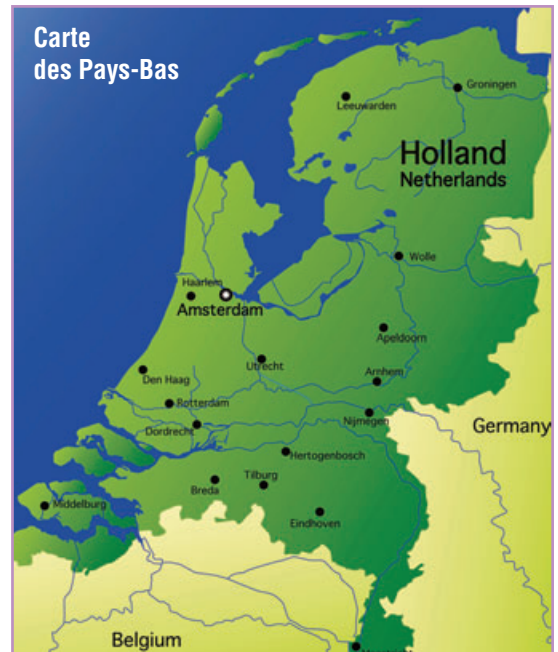 Carte
des Pays-Bas
Groningen
Leeuwarden
Holland
Netherlands
Wolle
Haarlem
Amsterdam
Apeldoorn
Utrecht
Den Haag
Arnhem
Rotterdam
Nijmegen
Dordrecht
Germany
Hertogenbosch
Tilburg
Breda
Middelburg
Eindhoven
Belgium